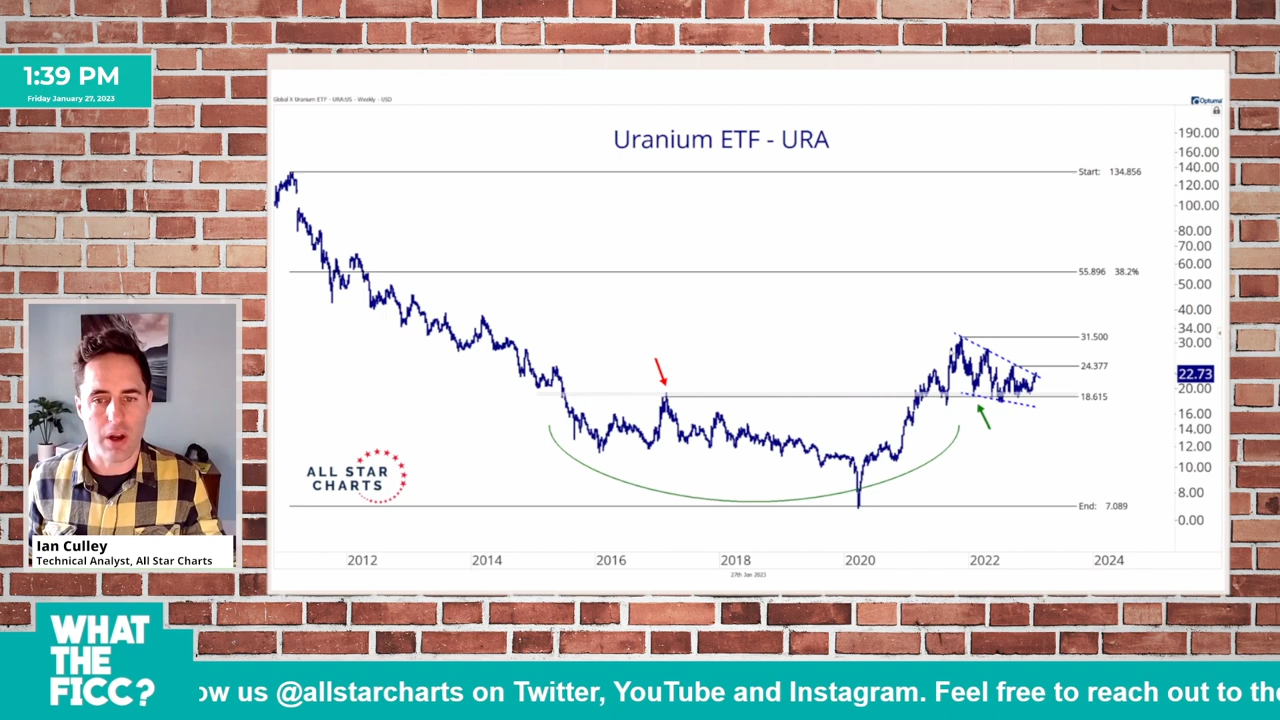 1:39 PM
Friday January 27, 2023
Global X Uranium ETF - URA:US - Weekly - USD
Optuma
Uranium ETF - URA
190.00
160.00
140.00
120.00
100.00
80.00
70.00
60.00
50.00
40.00
34.00
30.00
22.73
20.00
16.00
14.00
12.00
10.00
8.00
0.00
Start: 134.856
55.896 38.2%
31.500
24.377
18.615
End: 7.089
ALL STAR
CHARTS
2012 2014 2016 2018 2020 2022 2024
27th Jan 2023
Ian Culley
Technical Analyst, All Star Charts
WHAT
THE
FICC?
ow us @allstarcharts on Twitter, YouTube and Instagram. Feel free to reach out to the